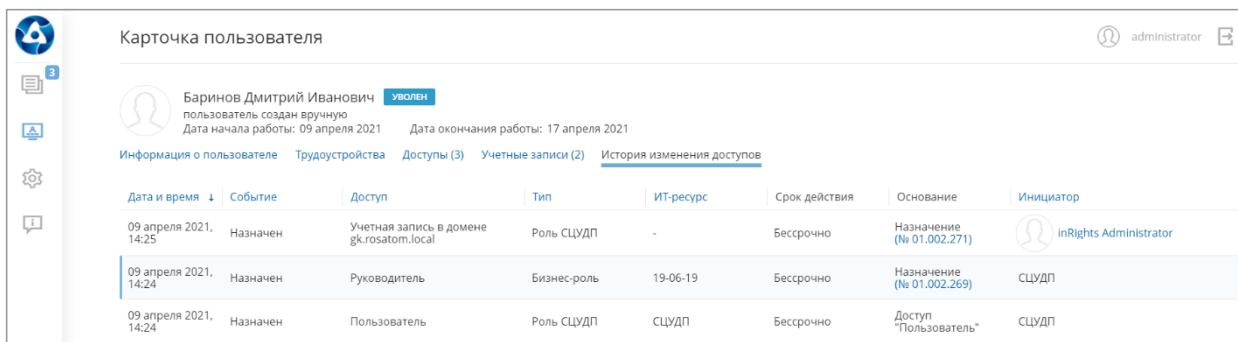 Карточка пользователя
administrator
3
Баринов Дмитрий Иванович УВОЛЕН
пользователь создан вручную
Дата начала работы: 09 апреля 2021 Дата окончания работы: 17 апреля 2021
Информация о пользователе Трудоустройства Доступы (3) Учетные записи (2) История изменения доступов
Дата и время ↓ Событие Доступ Тип ИТ-ресурс Срок действия Основание Инициатор
09 апреля 2021, 14:25 Назначен Учетная запись в домене gk.rosatom.local Роль СЦУДП - Бессрочно Назначение (№ 01.002.271) inRights Administrator
09 апреля 2021, 14:24 Назначен Руководитель Бизнес-роль 19-06-19 Бессрочно Назначение (№ 01.002.269) СЦУДП
09 апреля 2021, 14:24 Назначен Пользователь Роль СЦУДП СЦУДП Бессрочно Доступ "Пользователь" СЦУДП